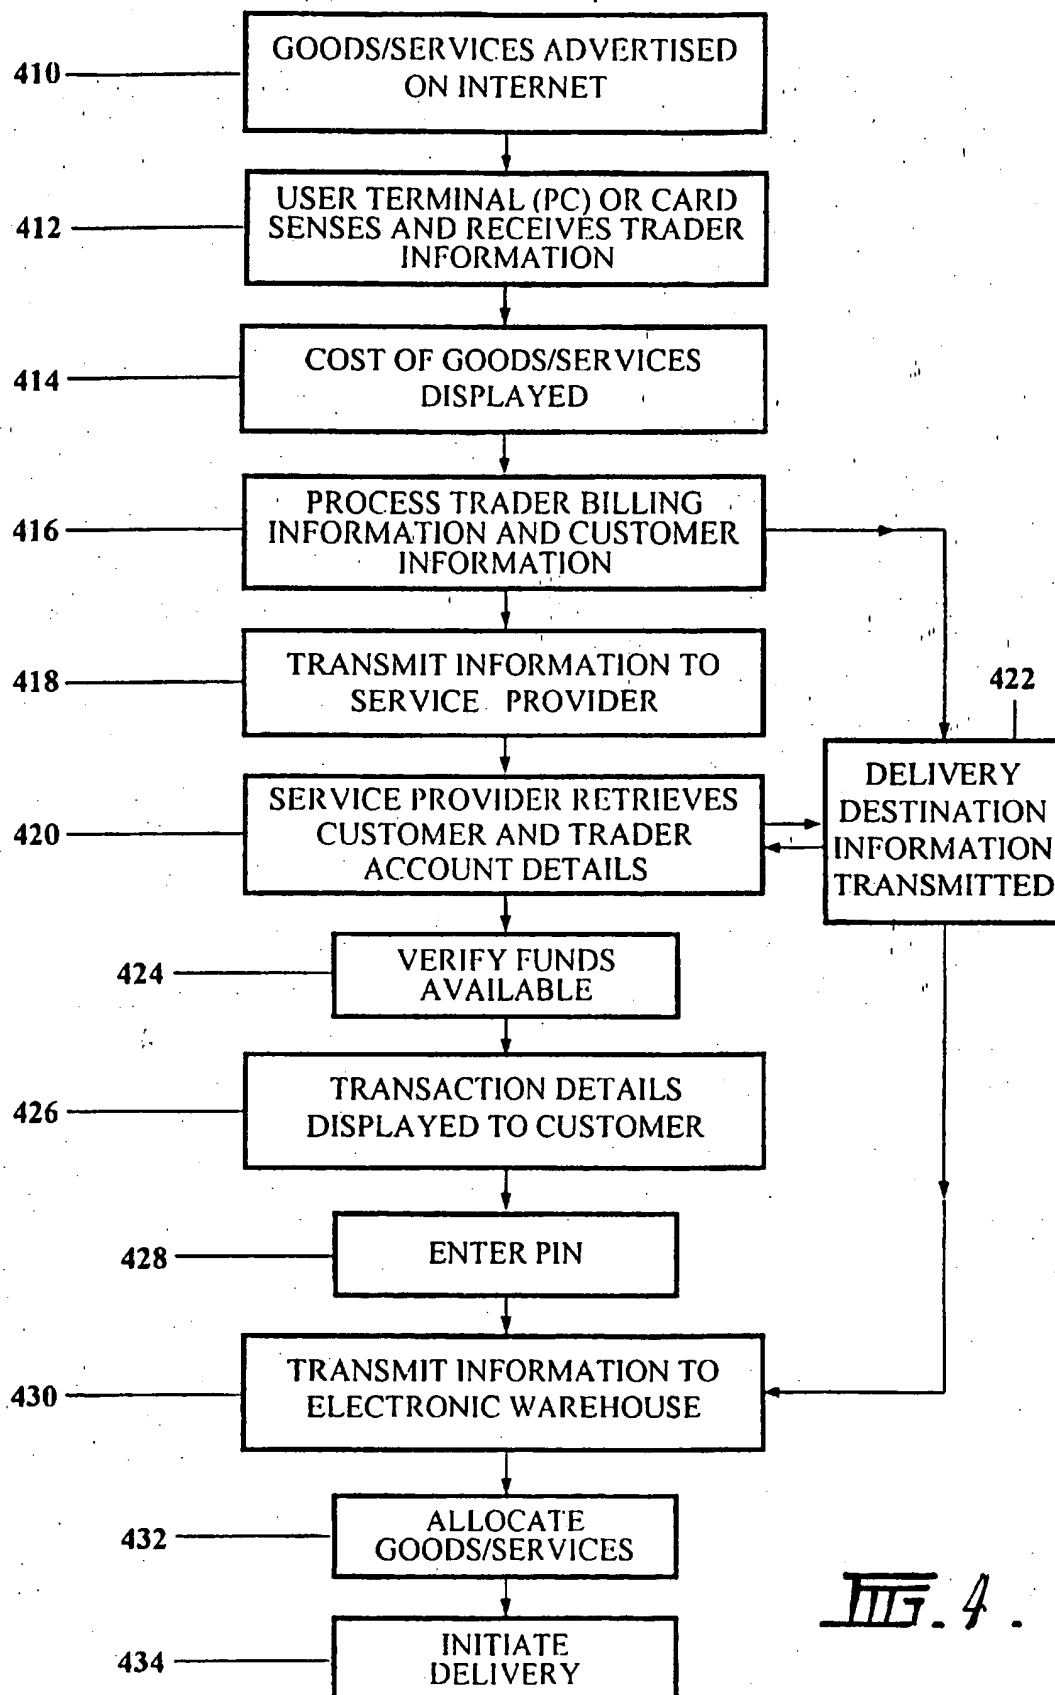 GOODS/SERVICES ADVERTISED
ON INTERNET
410
USER TERMINAL (PC) OR CARD
SENSES AND RECEIVES TRADER
INFORMATION
412
COST OF GOODS/SERVICES
DISPLAYED
414
PROCESS TRADER BILLING
INFORMATION AND CUSTOMER
INFORMATION
416
TRANSMIT INFORMATION TO
SERVICE PROVIDER
418
422
DELIVERY
DESTINATION
INFORMATION
TRANSMITTED
SERVICE PROVIDER RETRIEVES
CUSTOMER AND TRADER
ACCOUNT DETAILS
420
VERIFY FUNDS
AVAILABLE
424
TRANSACTION DETAILS
DISPLAYED TO CUSTOMER
426
ENTER PIN
428
TRANSMIT INFORMATION TO
ELECTRONIC WAREHOUSE
430
ALLOCATE
GOODS/SERVICES
432
INITIATE
DELIVERY
434
FIG. 4.